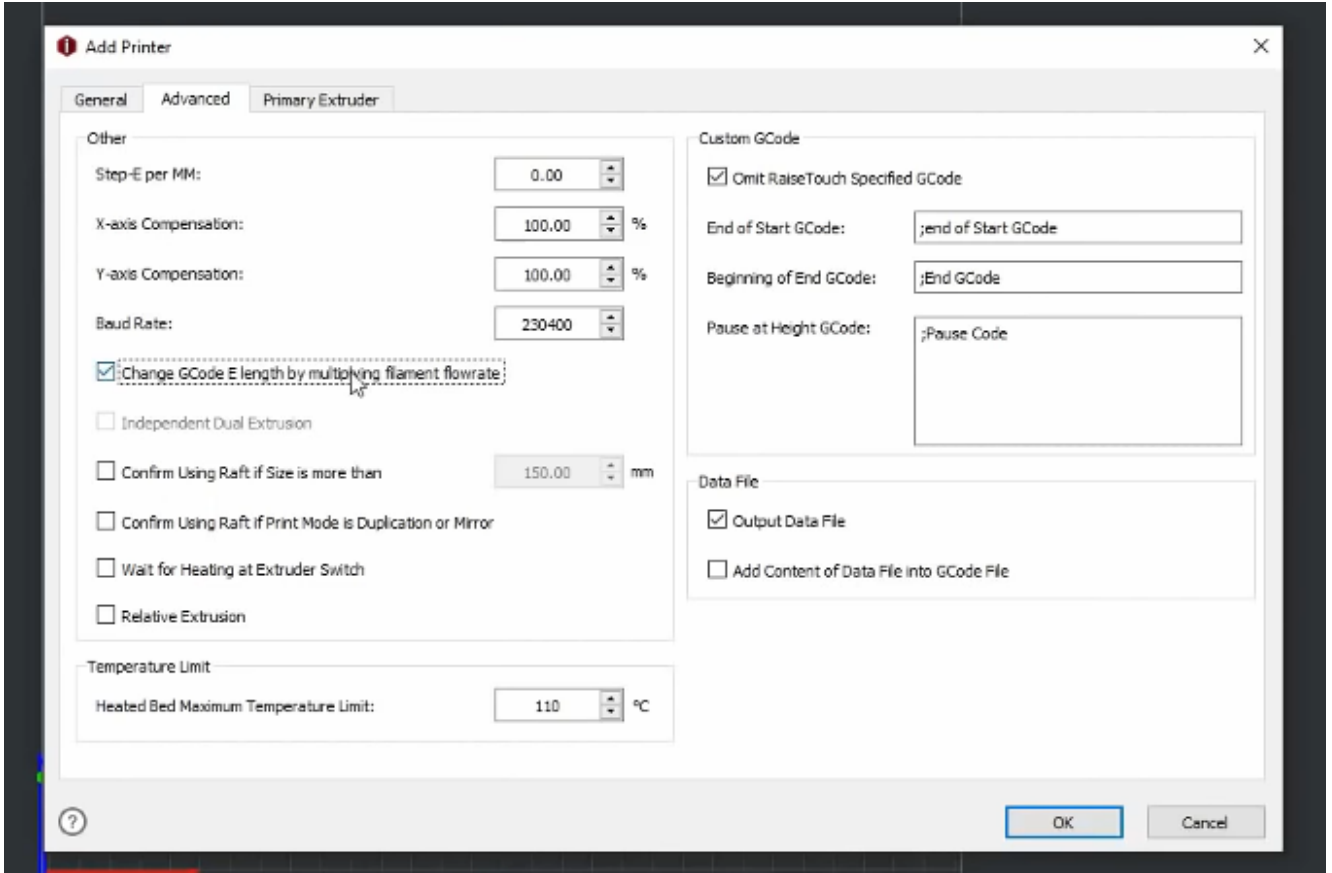 Add Printer
General Advanced Primary Extruder
Other
Step-E per MM: 0.00
X-axis Compensation: 100.00 %
Y-axis Compensation: 100.00 %
Baud Rate: 230400
Change GCode E length by multiplying filament flowrate
Independent Dual Extrusion
Confirm Using Raft if Size is more than 150.00 mm
Confirm Using Raft if Print Mode is Duplication or Mirror
Wait for Heating at Extruder Switch
Relative Extrusion
Temperature Limit
Heated Bed Maximum Temperature Limit: 110 °C
Custom GCode
Omit RaiseTouch Specified GCode
End of Start GCode: ;end of Start GCode
Beginning of End GCode: ;End GCode
Pause at Height GCode: ;Pause Code
Data File
Output Data File
Add Content of Data File into GCode File
?
OK Cancel